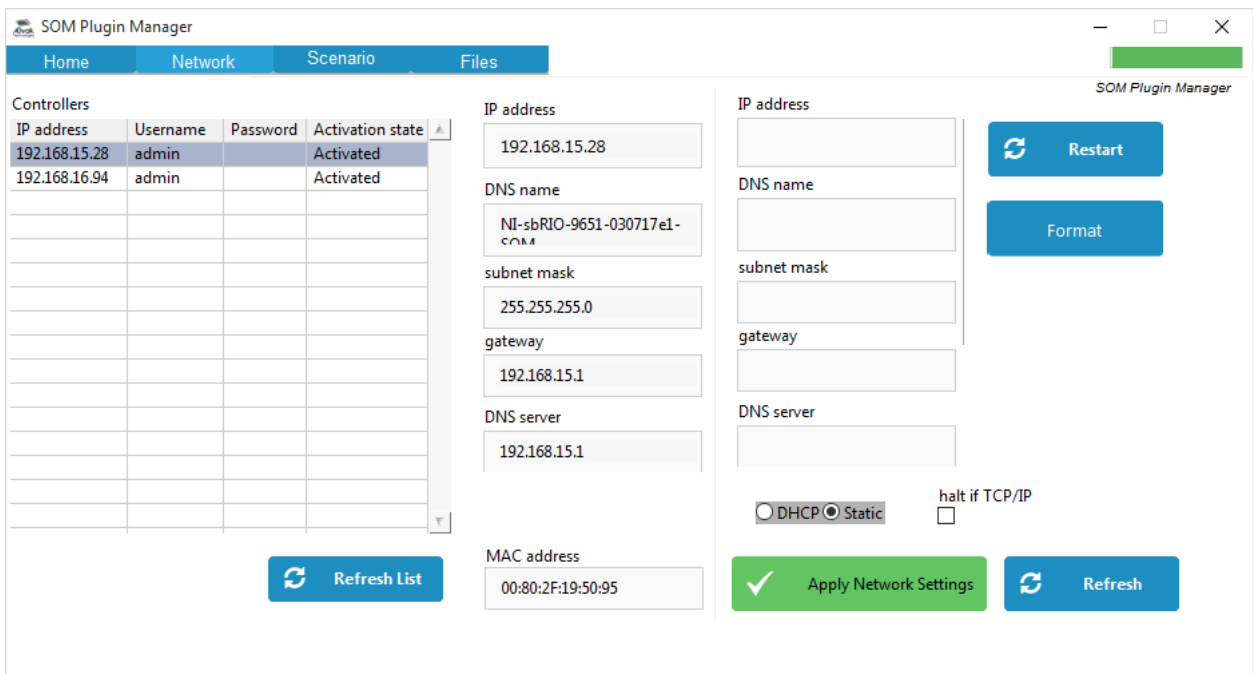 SOM Plugin Manager
Home Network Scenario Files
SOM Plugin Manager
Controllers
IP address Username Password Activation state
192.168.15.28 admin Activated
192.168.16.94 admin Activated
Refresh List
IP address
192.168.15.28
DNS name
NI-sbRIO-9651-030717e1-
SOM
subnet mask
255.255.255.0
gateway
192.168.15.1
DNS server
192.168.15.1
MAC address
00:80:2F:19:50:95
IP address
DNS name
subnet mask
gateway
DNS server
DHCP Static
halt if TCP/IP
Apply Network Settings
Refresh
Restart
Format